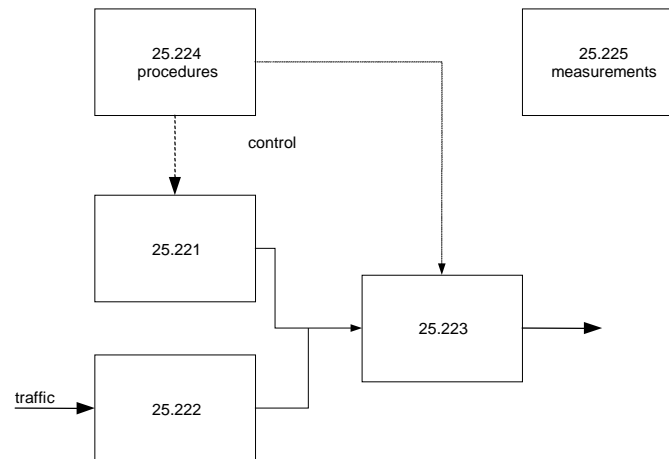 25.224
procedures
25.225
measurements
control
25.221
25.223
traffic
25.222